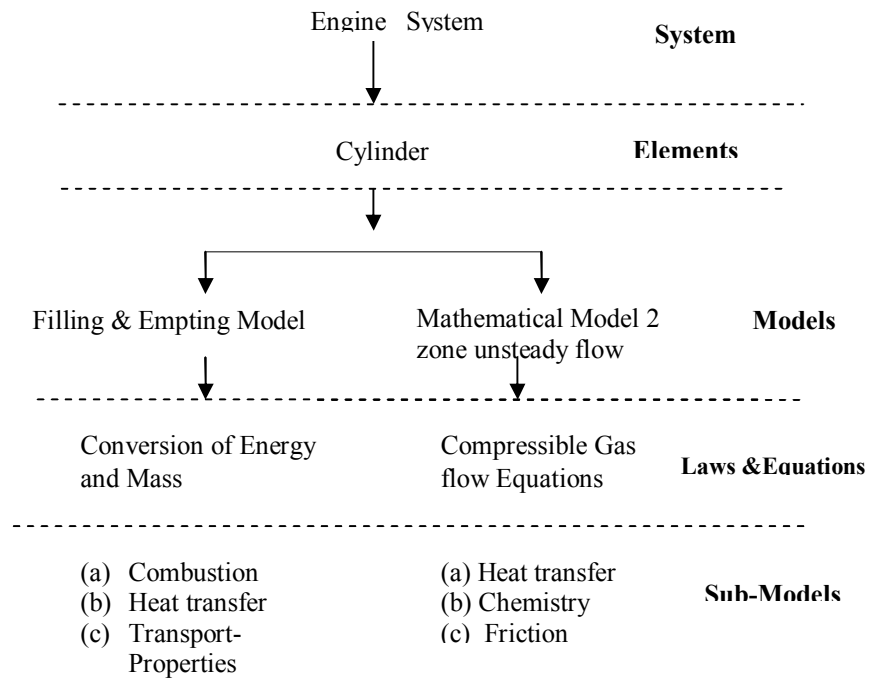 Engine System
System
Cylinder
Elements
Filling & Empting Model
Mathematical Model 2
zone unsteady flow
Models
Conversion of Energy
and Mass
Compressible Gas
flow Equations
Laws &Equations
(a) Combustion
(b) Heat transfer
(c) Transport-
Properties
(a) Heat transfer
(b) Chemistry
(c) Friction
Sub-Models